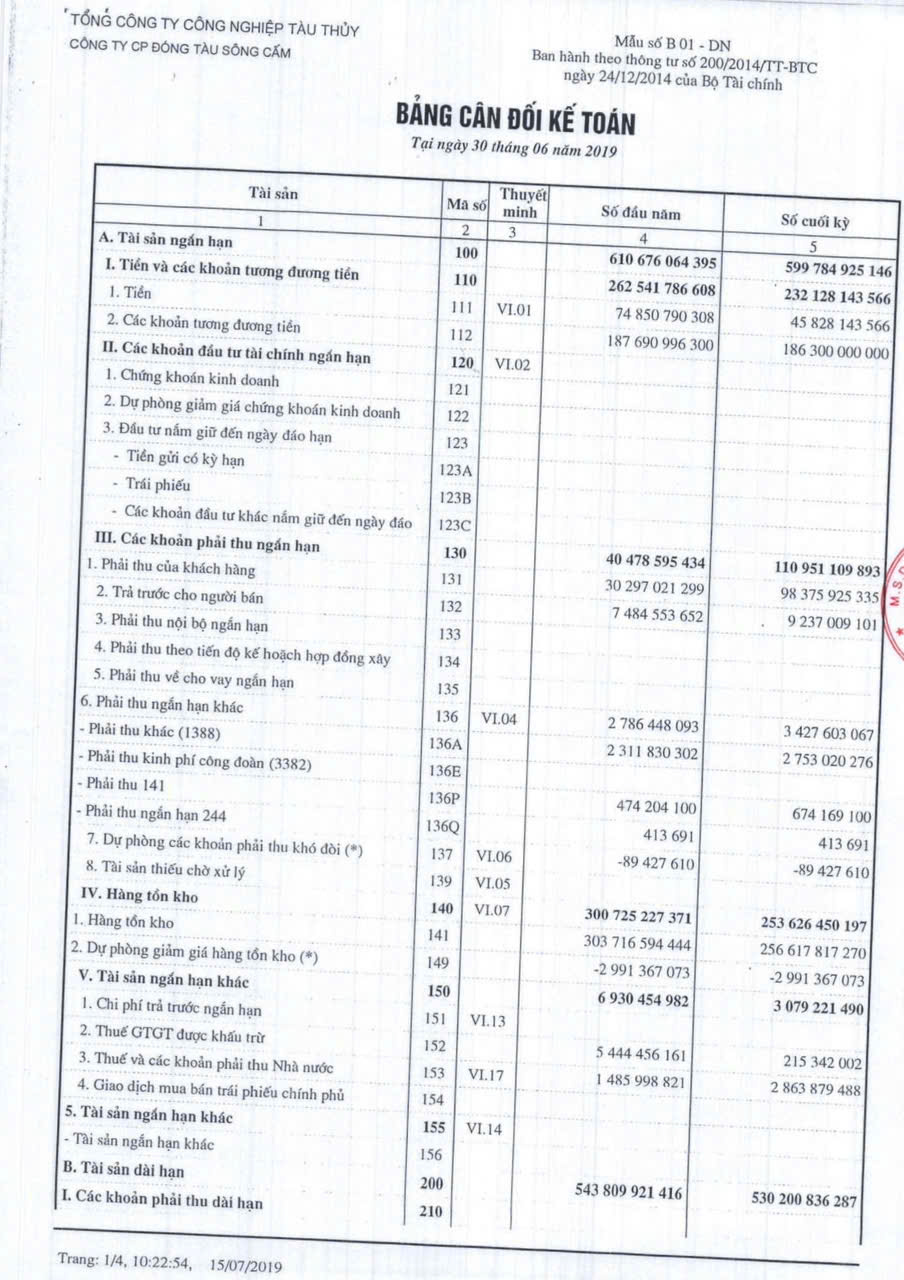 TỔNG CÔNG TY CÔNG NGHIỆP TÀU THỦY
CÔNG TY CP ĐÓNG TÀU SÔNG CẤM
Mẫu số B 01 - DN
Ban hành theo thông tư số 200/2014/TT-BTC
ngày 24/12/2014 của Bộ Tài chính
BẢNG CÂN ĐỐI KẾ TOÁN
Tại ngày 30 tháng 06 năm 2019
Tài sản Mã số Thuyết minh Số đầu năm Số cuối kỳ
1 2 3 4 5
A. Tài sản ngắn hạn 100 610 676 064 395 599 784 925 146
I. Tiền và các khoản tương đương tiền 110 262 541 786 608 232 128 143 566
1. Tiền 111 VI.01 74 850 790 308 45 828 143 566
2. Các khoản tương đương tiền 112 187 690 996 300 186 300 000 000
II. Các khoản đầu tư tài chính ngắn hạn 120 VI.02
1. Chứng khoán kinh doanh 121
2. Dự phòng giảm giá chứng khoán kinh doanh 122
3. Đầu tư nắm giữ đến ngày đáo hạn 123
- Tiền gửi có kỳ hạn 123A
- Trái phiếu 123B
- Các khoản đầu tư khác nắm giữ đến ngày đáo 123C
III. Các khoản phải thu ngắn hạn 130 40 478 595 434 110 951 109 893
1. Phải thu của khách hàng 131 30 297 021 299 98 375 925 335
2. Trả trước cho người bán 132 7 484 553 652 9 237 009 101
3. Phải thu nội bộ ngắn hạn 133
4. Phải thu theo tiến độ kế hoạch hợp đồng xây 134
5. Phải thu về cho vay ngắn hạn 135
6. Phải thu ngắn hạn khác 136 VI.04 2 786 448 093 3 427 603 067
- Phải thu khác (1388) 136A 2 311 830 302 2 753 020 276
- Phải thu kinh phí công đoàn (3382) 136E
- Phải thu 141 136P 474 204 100 674 169 100
- Phải thu ngắn hạn 244 136Q 413 691 413 691
7. Dự phòng các khoản phải thu khó đòi (*) 137 VI.06 -89 427 610 -89 427 610
8. Tài sản thiếu chờ xử lý 139 VI.05
IV. Hàng tồn kho 140 VI.07 300 725 227 371 253 626 450 197
1. Hàng tồn kho 141 303 716 594 444 256 617 817 270
2. Dự phòng giảm giá hàng tồn kho (*) 149 -2 991 367 073 -2 991 367 073
V. Tài sản ngắn hạn khác 150 6 930 454 982 3 079 221 490
1. Chi phí trả trước ngắn hạn 151 VI.13
2. Thuế GTGT được khấu trừ 152 5 444 456 161 215 342 002
3. Thuế và các khoản phải thu Nhà nước 153 VI.17 1 485 998 821 2 863 879 488
4. Giao dịch mua bán trái phiếu chính phủ 154
5. Tài sản ngắn hạn khác 155 VI.14
- Tài sản ngắn hạn khác 156
B. Tài sản dài hạn 200 543 809 921 416 530 200 836 287
I. Các khoản phải thu dài hạn 210
Trang: 1/4, 10:22:54, 15/07/2019
★ M.S.D